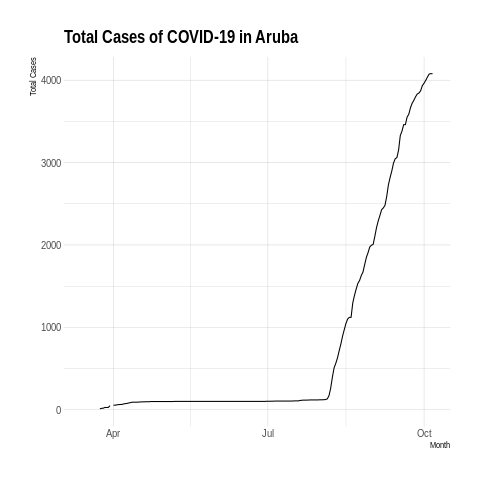 Total Cases of COVID-19 in Aruba
Total Cases
4000
3000
2000
1000
0
Apr
Jul
Oct
Month